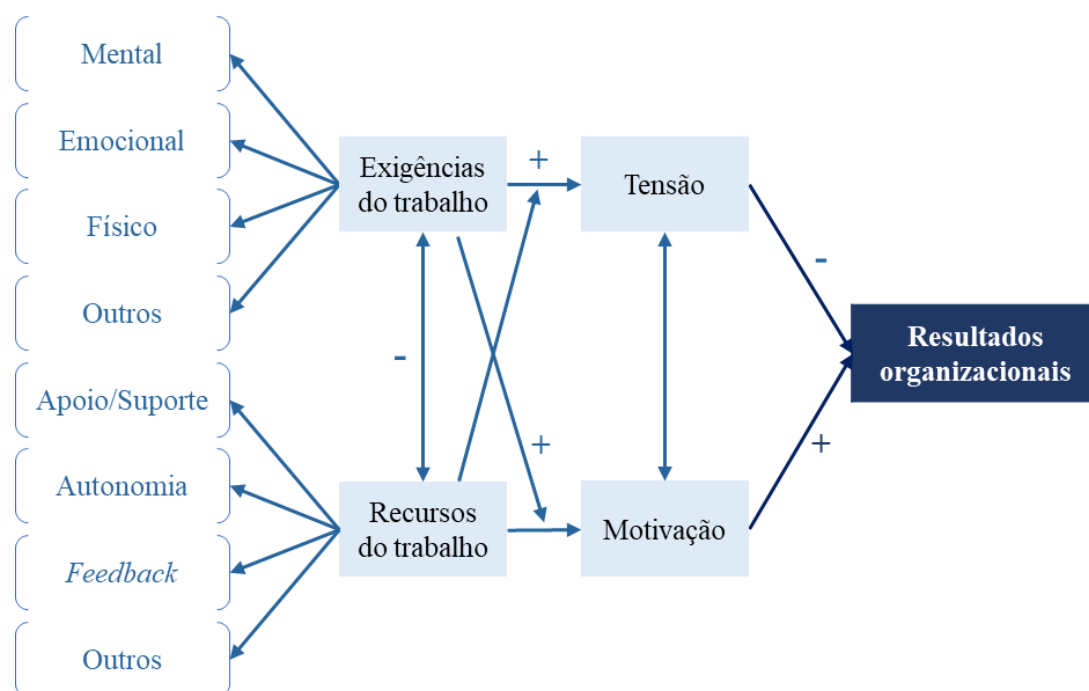 Mental
Emocional
Físico
Outros
Apoio/Suporte
Autonomia
Feedback
Outros
Exigências
do trabalho
-
Recursos
do trabalho
+
+
Tensão
Motivação
-
+
Resultados
organizacionais